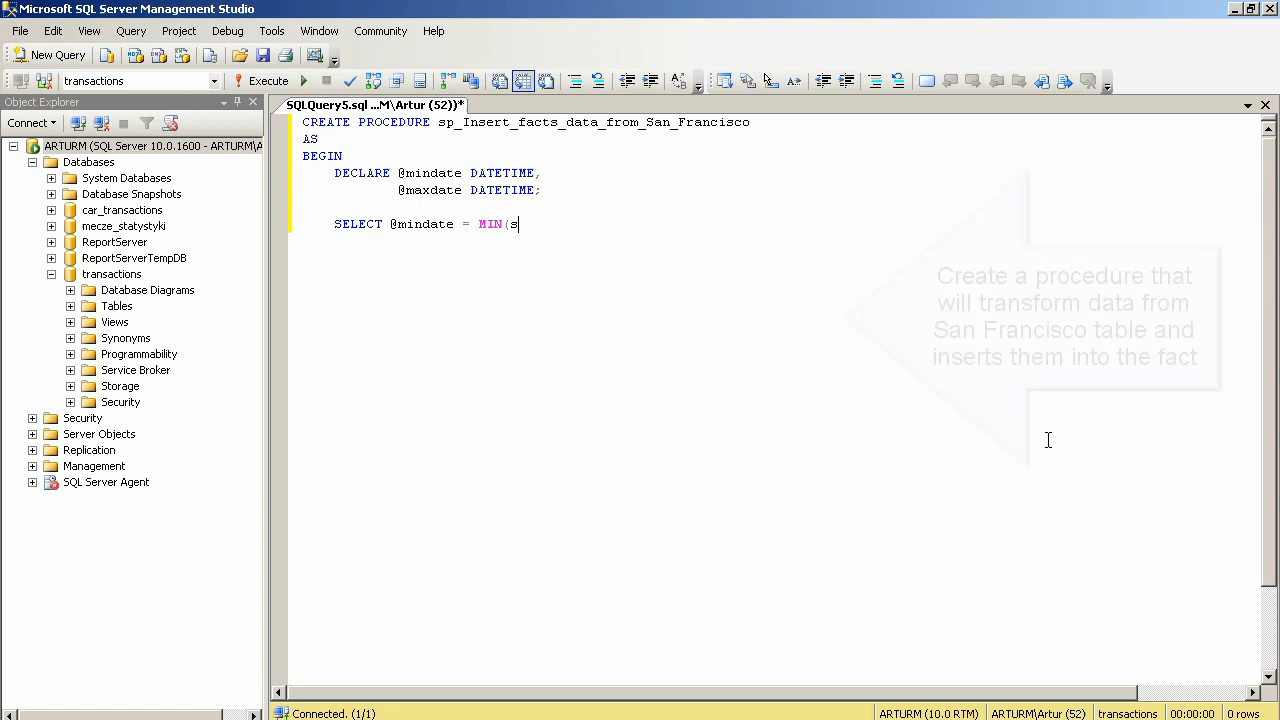 Microsoft SQL Server Management Studio
File Edit View Query Project Debug Tools Window Community Help
New Query
transactions Execute
Object Explorer
SQLQuery5.sql ...M\Artur (52))*
Connect
ARTURM (SQL Server 10.0.1600 - ARTURM\A
Databases
System Databases
Database Snapshots
car_transactions
mecze_statystyki
ReportServer
ReportServerTempDB
transactions
Database Diagrams
Tables
Views
Synonyms
Programmability
Service Broker
Storage
Security
Security
Server Objects
Replication
Management
SQL Server Agent
CREATE PROCEDURE sp_Insert_facts_data_from_San_Francisco
AS
BEGIN
DECLARE @mindate DATETIME,
@maxdate DATETIME;
SELECT @mindate = MIN(s
Create a procedure that
will transform data from
San Francisco table and
inserts them into the fact
Connected. (1/1) ARTURM (10.0 RTM) ARTURM\Artur (52) transactions 00:00:00 0 rows